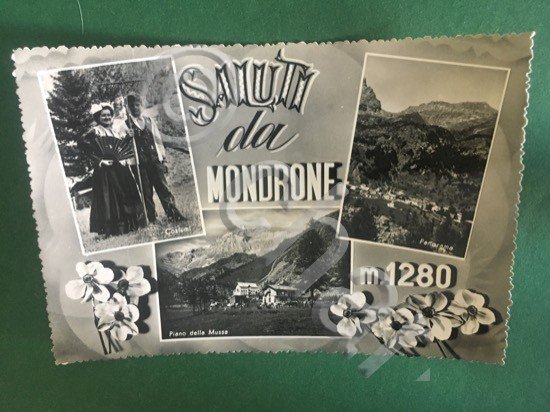 SALUTI
da
MONDRONE
Costumi
Panorama
m. 1280
Piano della Mussa